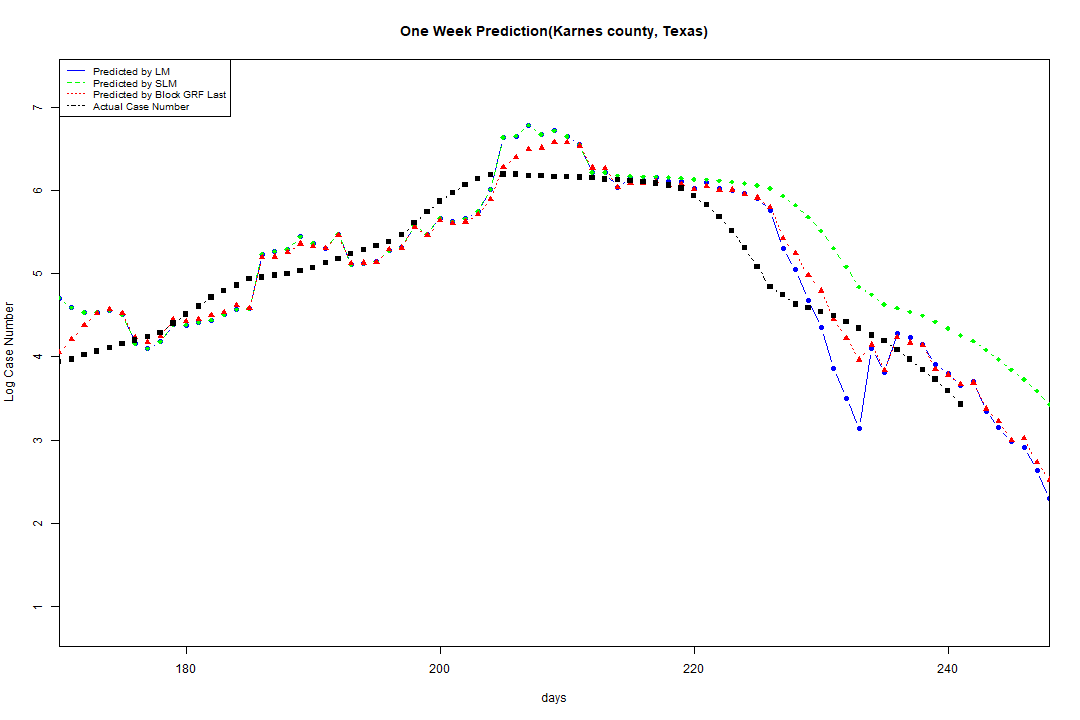 One Week Prediction(Karnes county, Texas)
Predicted by LM
Predicted by SLM
Predicted by Block GRF Last
Actual Case Number
7
6
5
4
3
2
1
Log Case Number
180 200 220 240
days